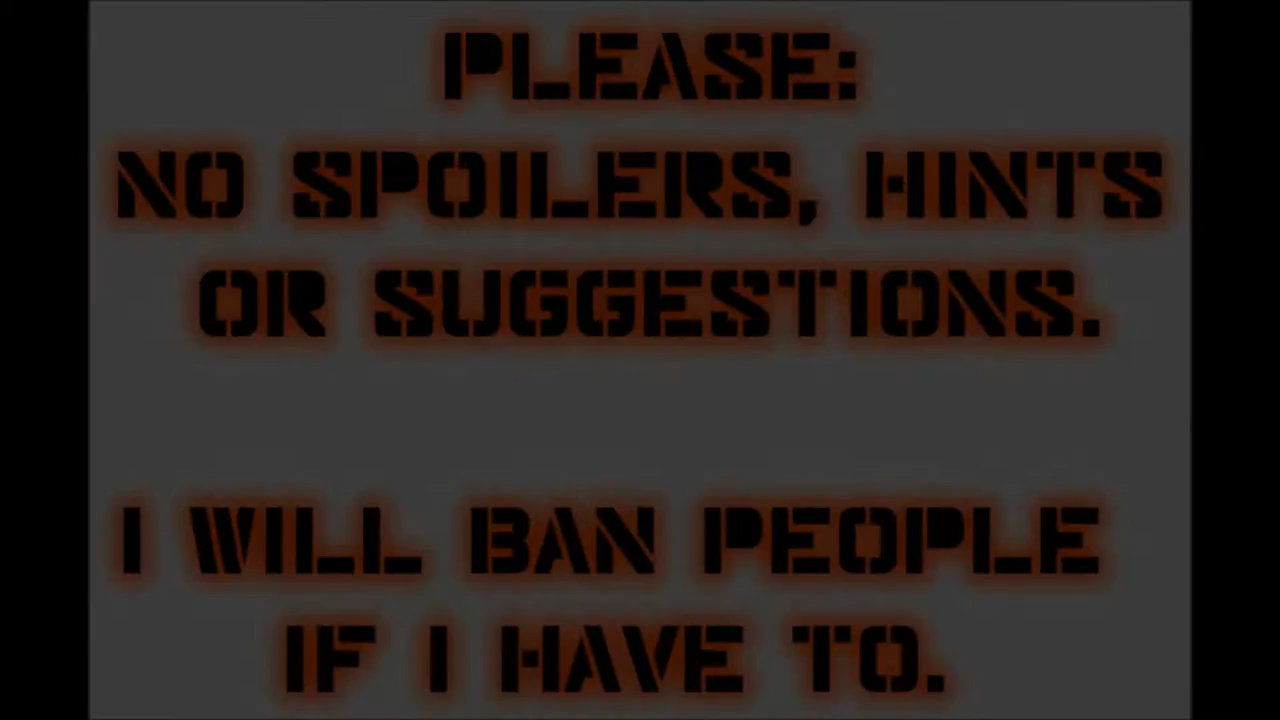 PLEASE:
NO SPOILERS, HINTS
OR SUGGESTIONS.
I WILL BAN PEOPLE
IF I HAVE TO.